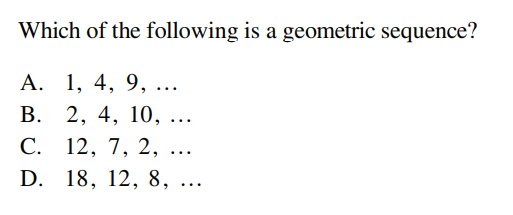 Which of the following is a geometric sequence?
A. 1, 4, 9, …
B. 2, 4, 10, …
C. 12, 7, 2, …
D. 18, 12, 8, …